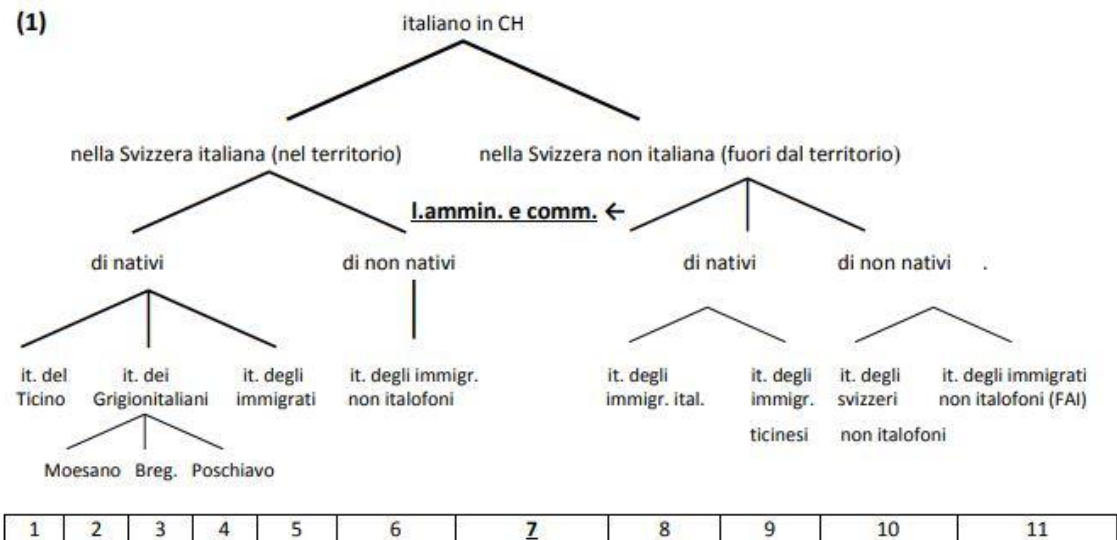 (1)
italiano in CH
nella Svizzera italiana (nel territorio) nella Svizzera non italiana (fuori dal territorio)
l.ammin. e comm. ←
di nativi di non nativi di nativi di non nativi .
it. del it. dei it. degli it. degli immigr. it. degli it. degli it. degli it. degli immigrati
Ticino Grigionitaliani immigrati non italofoni immigr. ital. immigr. svizzeri non italofoni (FAI)
ticinesi non italofoni
Moesano Breg. Poschiavo
1 2 3 4 5 6 7 8 9 10 11